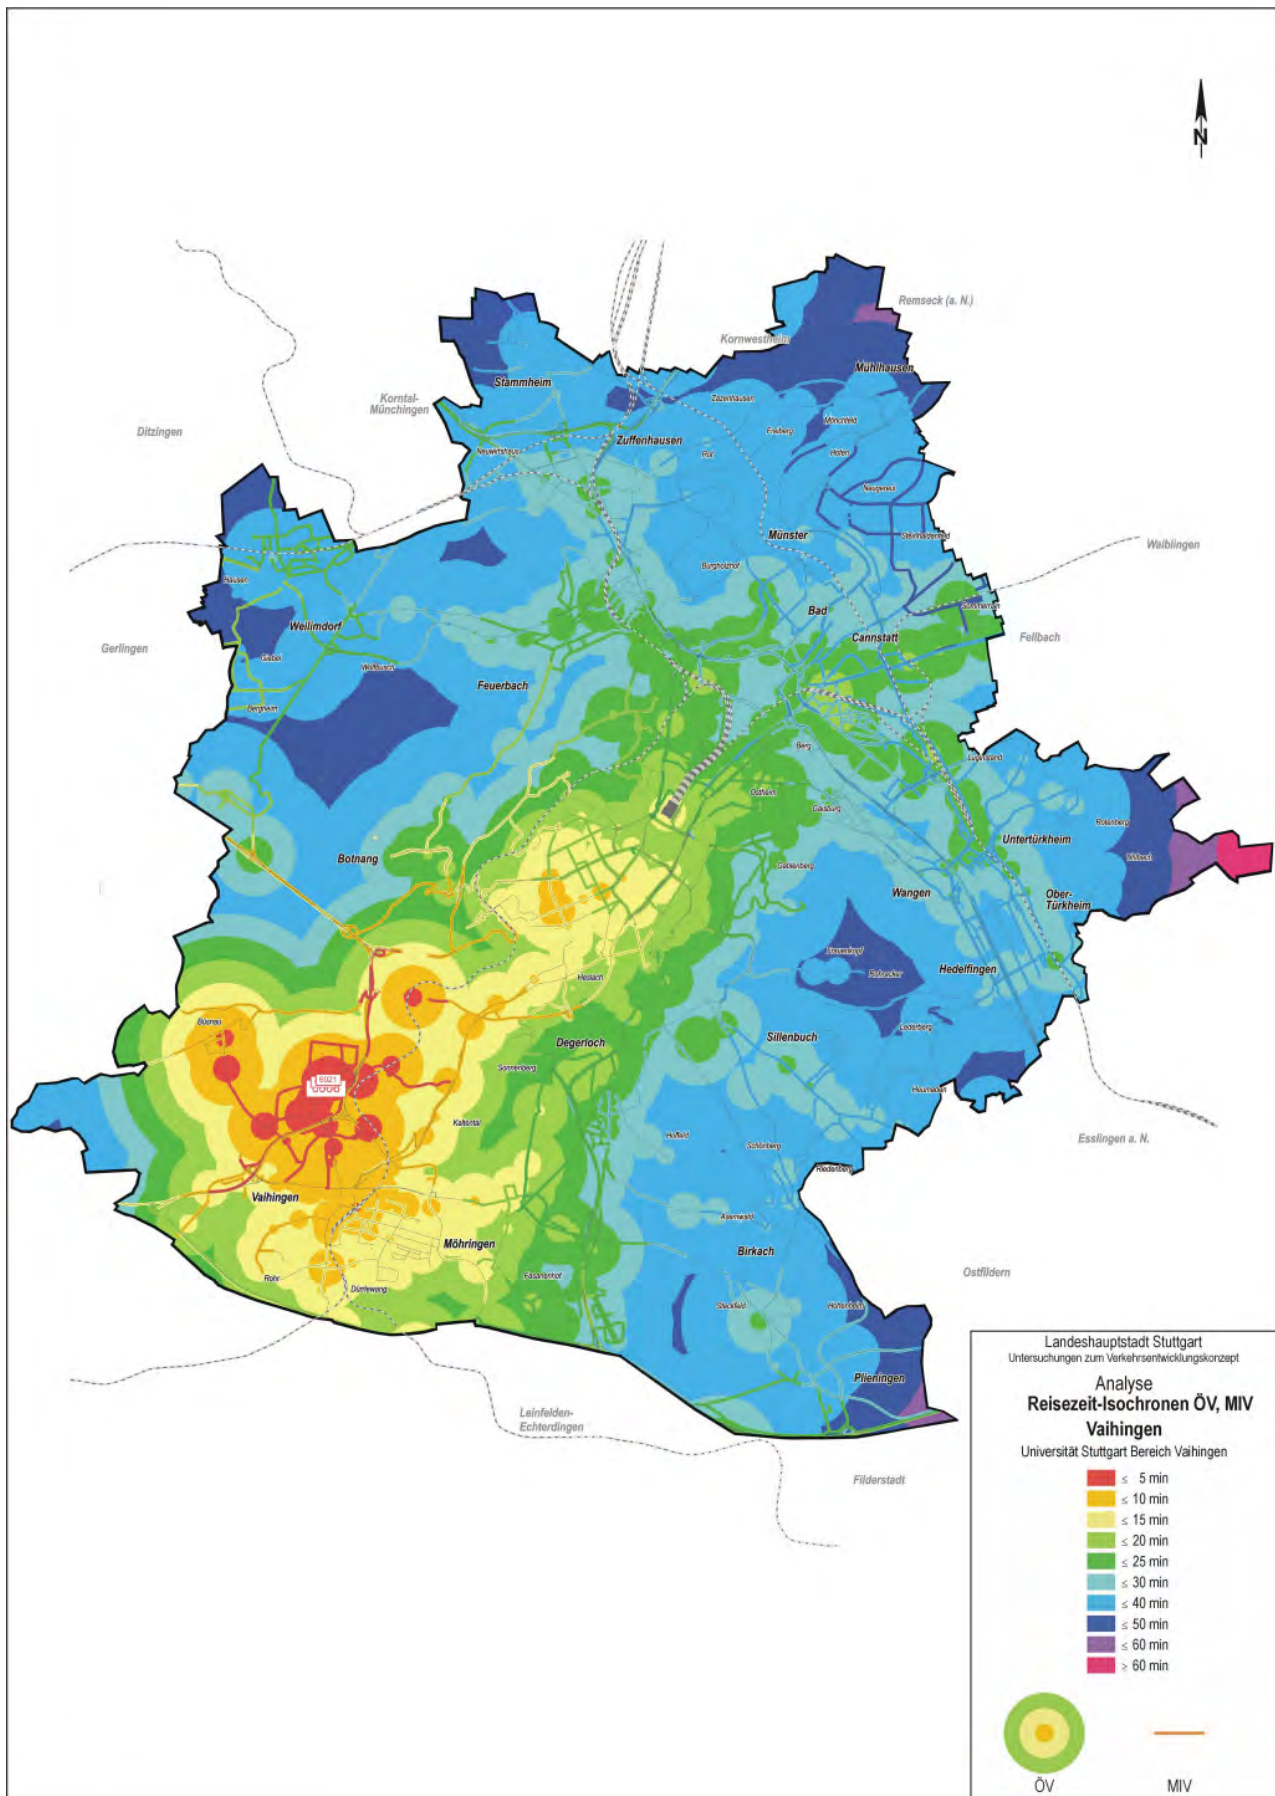 N
Remseck (a. N.)
Kornwestheim
Mühlhausen
Stammheim
Korntal-
Münchingen
Zazenhausen
Ditzingen
Mönchfeld
Freiberg
Zuffenhausen
Neuwirtshaus
Rot
Hofen
Neugereut
Münster
Steinhaldenfeld
Waiblingen
Burgholzhof
Hausen
Bad
Sommerrain
Weilimdorf
Cannstatt
Fellbach
Gerlingen
Giebel
Wolfbusch
Feuerbach
Bergheim
Berg
Luginsland
Ostheim
Gaisburg
Rotenberg
Untertürkheim
Botnang
Uhlbach
Gablenberg
Wangen
Ober-
Türkheim
Frauenkopf
Rohracker
Hedelfingen
Heslach
Büsnau
Lederberg
Sillenbuch
Degerloch
Sonnenberg
6021
Heumaden
Kaltental
Hoffeld
Schönberg
Esslingen a. N.
Riedenberg
Vaihingen
Asemwald
Möhringen
Birkach
Ostfildern
Rohr
Fasanenhof
Dürrlewang
Steckfeld
Hohenheim
Plieningen
Leinfelden-
Echterdingen
Filderstadt
Landeshauptstadt Stuttgart
Untersuchungen zum Verkehrsentwicklungskonzept
Analyse
Reisezeit-Isochronen ÖV, MIV
Vaihingen
Universität Stuttgart Bereich Vaihingen
≤ 5 min
≤ 10 min
≤ 15 min
≤ 20 min
≤ 25 min
≤ 30 min
≤ 40 min
≤ 50 min
≤ 60 min
≥ 60 min
ÖV MIV